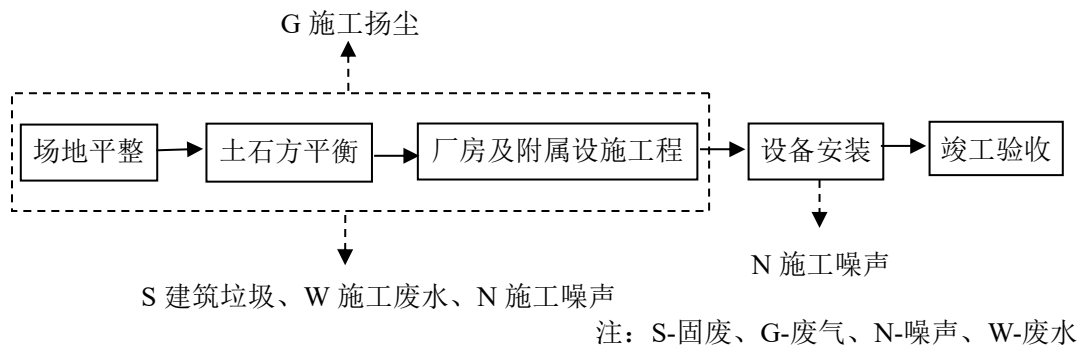 G 施工扬尘
场地平整
土石方平衡
厂房及附属设施工程
设备安装
竣工验收
N 施工噪声
S 建筑垃圾、W 施工废水、N 施工噪声
注：S-固废、G-废气、N-噪声、W-废水